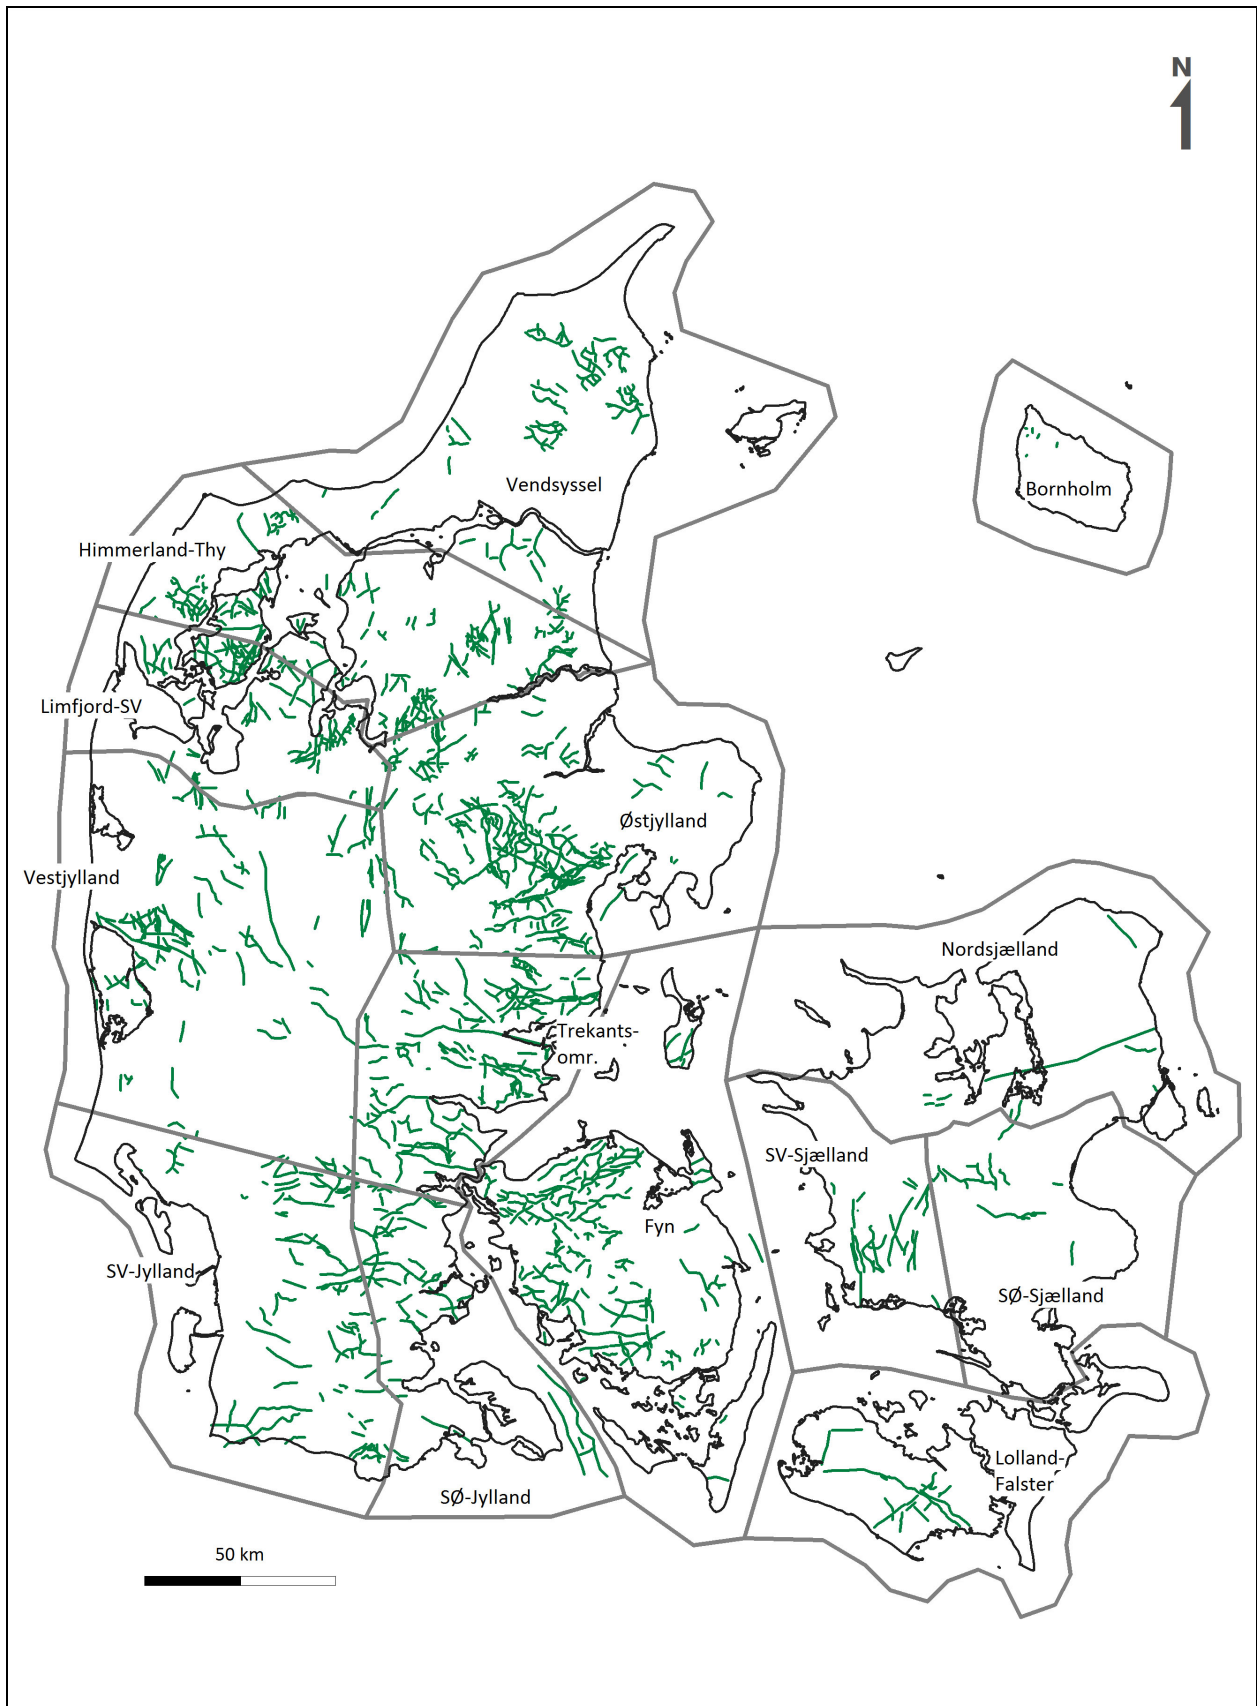 N
Vendsyssel
Bornholm
Himmerland-Thy
Limfjord-SV
Østjylland
Vestjylland
Nordsjælland
Trekants-
omr.
SV-Sjælland
Fyn
SV-Jylland
SØ-Sjælland
Lolland-
Falster
SØ-Jylland
50 km